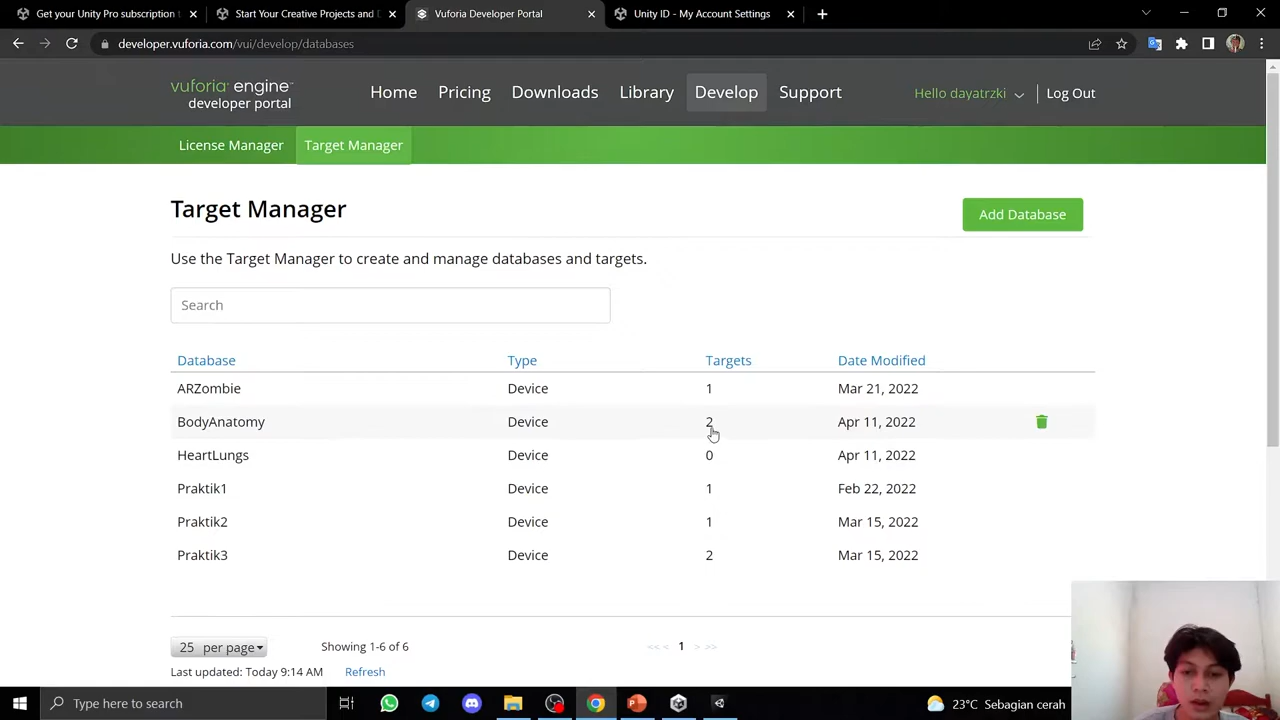 Get your Unity Pro subscription t
Start Your Creative Projects and D
Vuforia Developer Portal
Unity ID - My Account Settings
developer.vuforia.com/vui/develop/databases
vuforia engine™
developer portal
Home
Pricing
Downloads
Library
Develop
Support
Hello dayatrzki
Log Out
License Manager
Target Manager
Target Manager
Add Database
Use the Target Manager to create and manage databases and targets.
Search
Database Type Targets Date Modified
ARZombie Device 1 Mar 21, 2022
BodyAnatomy Device 2 Apr 11, 2022
HeartLungs Device 0 Apr 11, 2022
Praktik1 Device 1 Feb 22, 2022
Praktik2 Device 1 Mar 15, 2022
Praktik3 Device 2 Mar 15, 2022
25 per page
Showing 1-6 of 6
<< < 1 > >>
Last updated: Today 9:14 AM Refresh
Type here to search
23°C Sebagian cerah